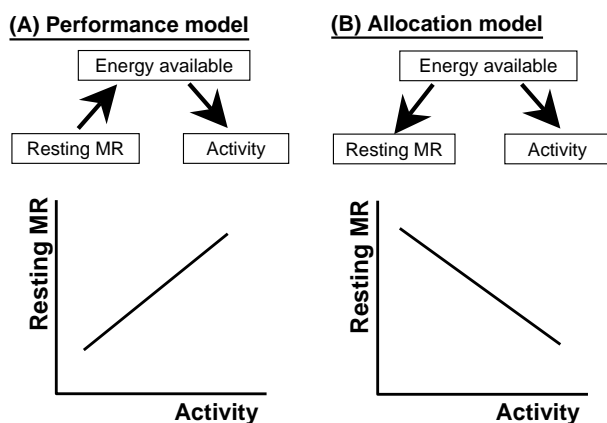 (A) Performance model
Energy available
Resting MR
Activity
Resting MR
Activity
(B) Allocation model
Energy available
Resting MR
Activity
Resting MR
Activity